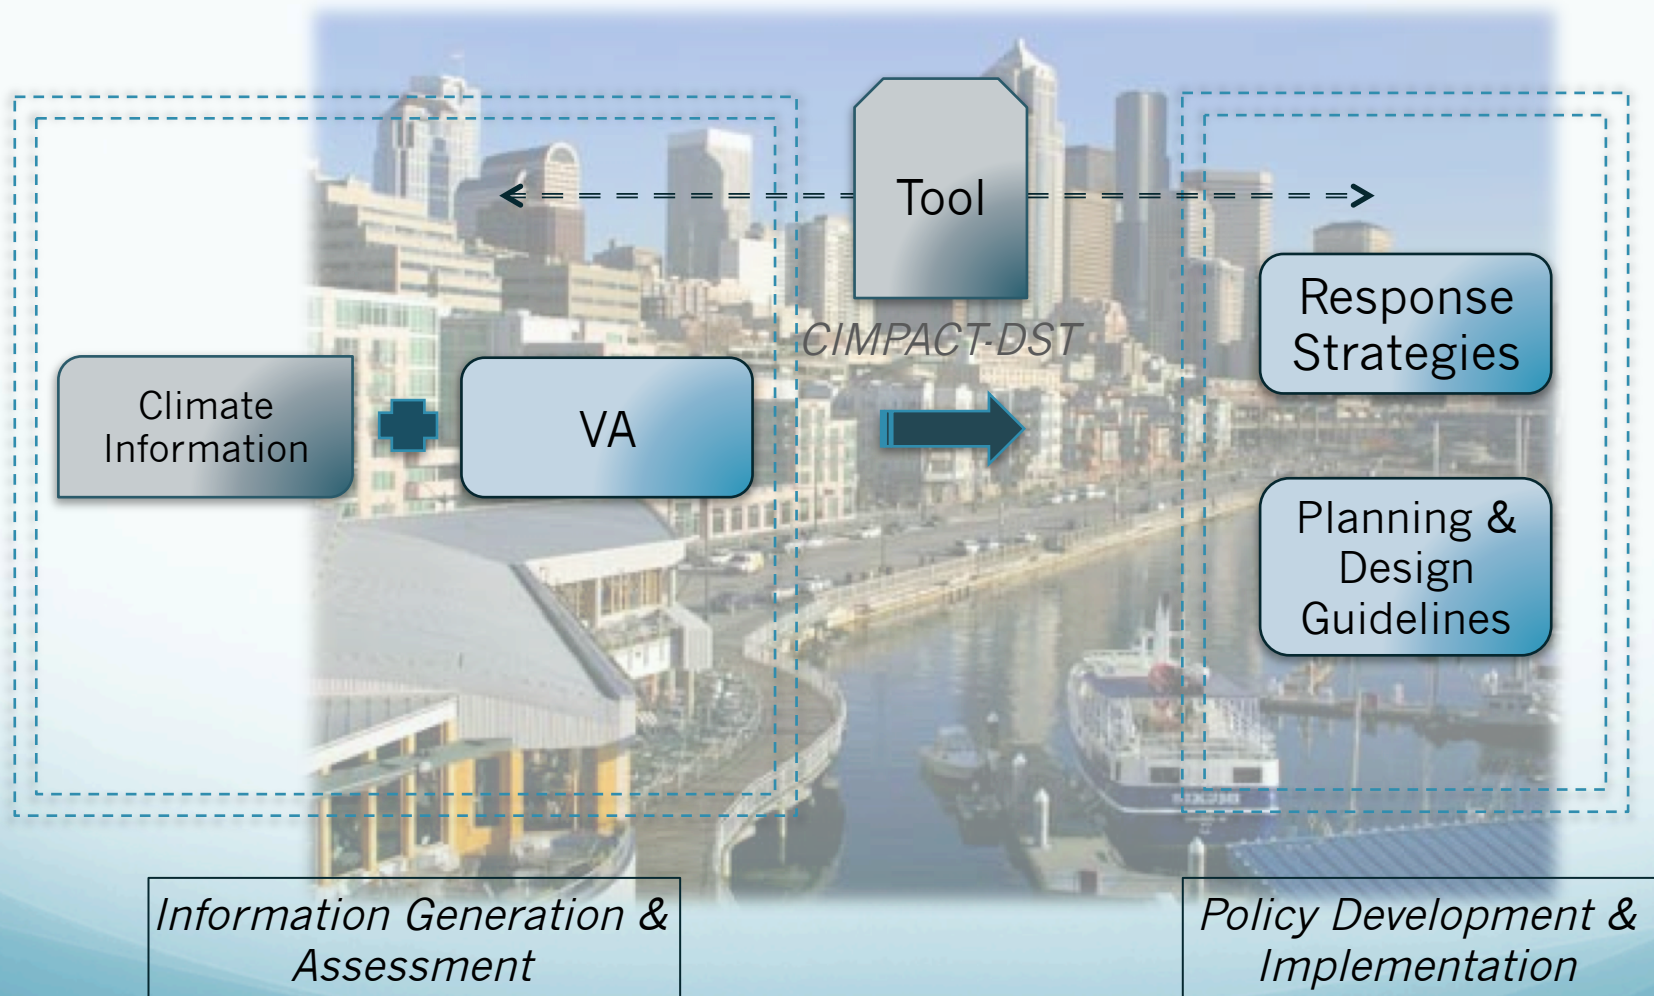 Tool
CIMPACT-DST
Climate
Information
VA
Response
Strategies
Planning &
Design
Guidelines
Information Generation &
Assessment
Policy Development &
Implementation